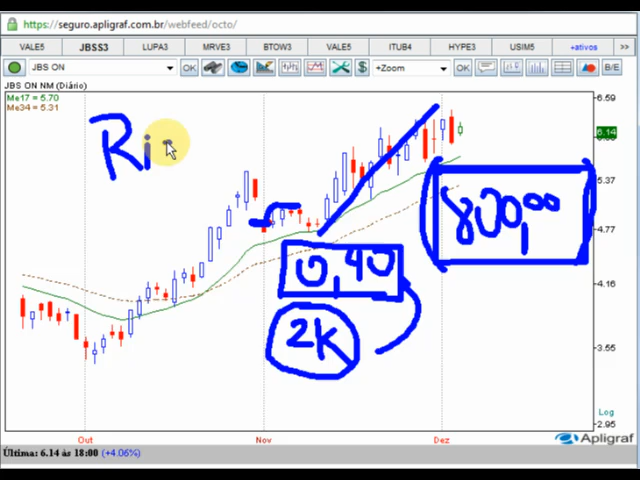 https://seguro.apligraf.com.br/webfeed/octo/
VALE5 JBSS3 LUPA3 MRVE3 BTOW3 VALE5 ITUB4 HYPE3 USIM5 +ativos >>
JBS ON OK $ +Zoom OK B/E
JBS ON NM (Diário)
Me17 = 5.70
Me34 = 5.31
6.59
6.14
5.37
4.77
4.16
3.55
2.95
Ri
800,00
0,40
2K
Log
Out Nov Dez
Apligraf
Última: 6.14 às 18:00 (+4.06%)